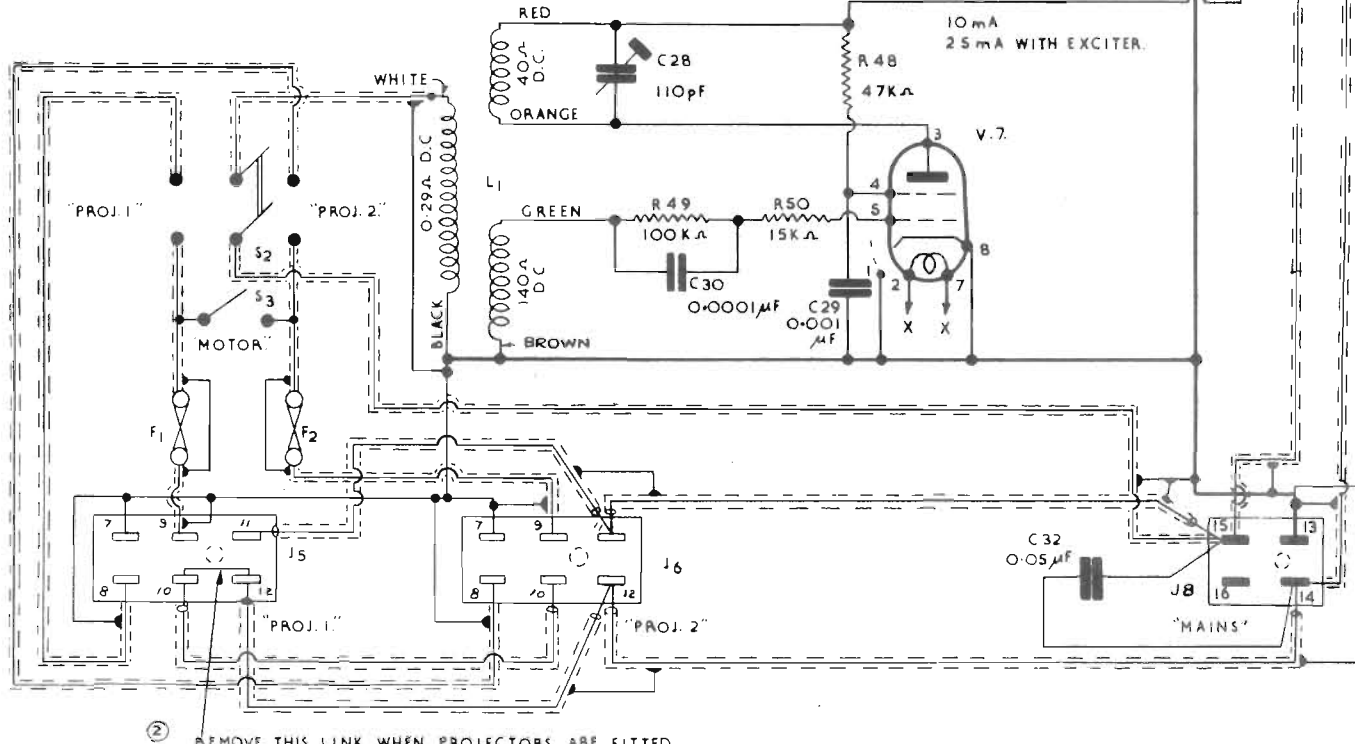 RED
10 mA
25 mA WITH EXCITER.
C28
110pF
40Ω D.C.
ORANGE
R48
47KΩ
WHITE
V.7.
3
0·29Ω D.C
L1
4
"PROJ. 1"
"PROJ. 2."
GREEN
R49
100KΩ
R50
15KΩ
5
8
S2
140Ω D C
C30
0·0001µF
C29
0·001
µF
2
7
X
X
S3
"MOTOR"
BLACK
BROWN
F1
F2
7
9
11
J5
8
10
12
"PROJ. 1."
7
9
J6
8
10
12
"PROJ. 2"
C32
0·05µF
15
13
16
14
J8
"MAINS"
2
REMOVE THIS LINK WHEN PROJECTORS ARE FITTED